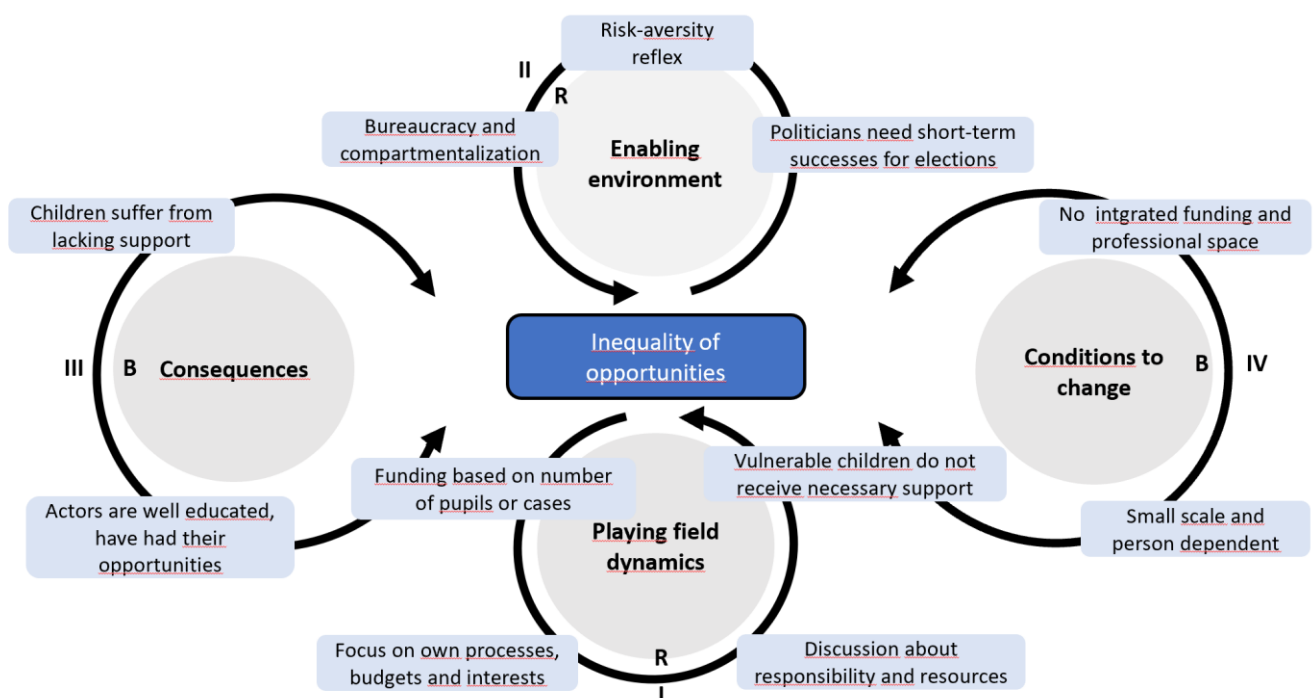 Risk-aversity
reflex
II
R
Bureaucracy and
compartmentalization
Enabling
environment
Politicians need short-term
successes for elections
Children suffer from
lacking support
No intgrated funding and
professional space
III
B
Consequences
Inequality of
opportunities
Conditions to
change
B
IV
Funding based on number
of pupils or cases
Vulnerable children do not
receive necessary support
Actors are well educated,
have had their
opportunities
Playing field
dynamics
Small scale and
person dependent
Focus on own processes,
budgets and interests
R
I
Discussion about
responsibility and resources